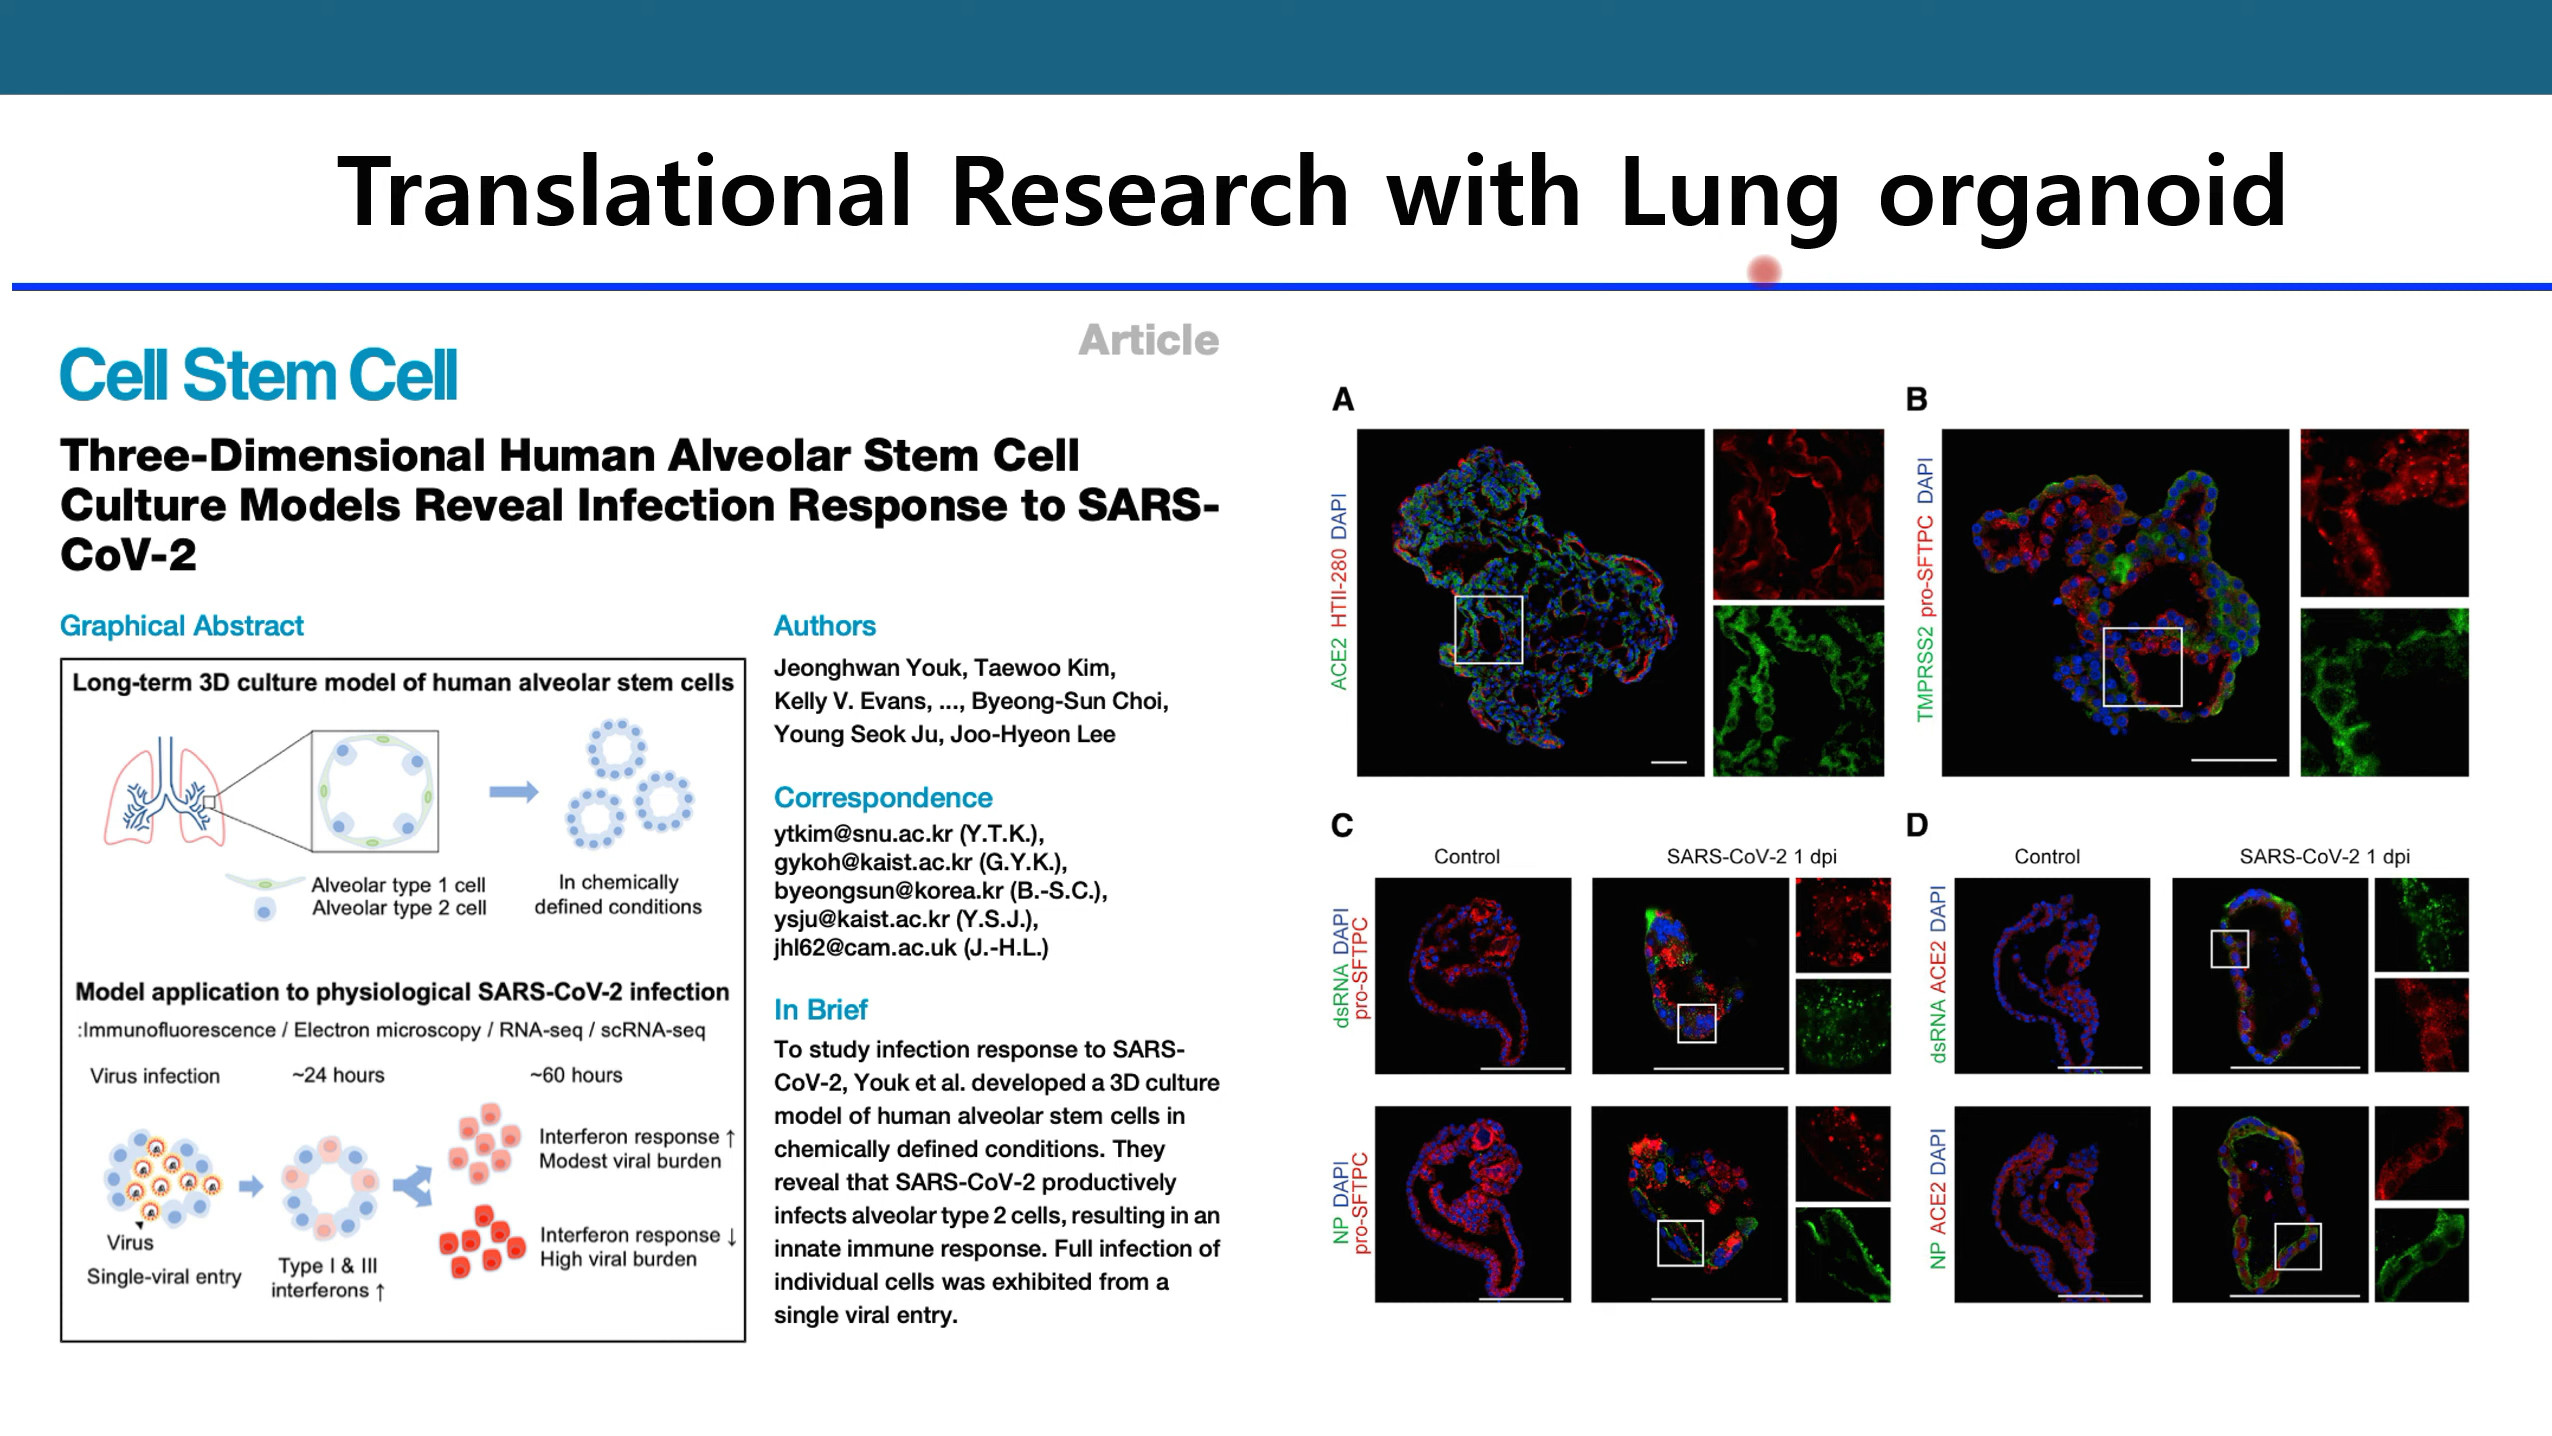 Translational Research with Lung organoid
Article
Cell Stem Cell
Three-Dimensional Human Alveolar Stem Cell
Culture Models Reveal Infection Response to SARS-
CoV-2
Graphical Abstract
Long-term 3D culture model of human alveolar stem cells
Alveolar type 1 cell
Alveolar type 2 cell
In chemically
defined conditions
Model application to physiological SARS-CoV-2 infection
:Immunofluorescence / Electron microscopy / RNA-seq / scRNA-seq
Virus infection
~24 hours
~60 hours
Interferon response ↑
Modest viral burden
Interferon response ↓
High viral burden
Virus
Single-viral entry
Type I & III
interferons ↑
Authors
Jeonghwan Youk, Taewoo Kim,
Kelly V. Evans, ..., Byeong-Sun Choi,
Young Seok Ju, Joo-Hyeon Lee
Correspondence
ytkim@snu.ac.kr (Y.T.K.),
gykoh@kaist.ac.kr (G.Y.K.),
byeongsun@korea.kr (B.-S.C.),
ysju@kaist.ac.kr (Y.S.J.),
jhl62@cam.ac.uk (J.-H.L.)
In Brief
To study infection response to SARS-
CoV-2, Youk et al. developed a 3D culture
model of human alveolar stem cells in
chemically defined conditions. They
reveal that SARS-CoV-2 productively
infects alveolar type 2 cells, resulting in an
innate immune response. Full infection of
individual cells was exhibited from a
single viral entry.
A
ACE2 HTII-280 DAPI
B
TMPRSS2 pro-SFTPC DAPI
C
Control
SARS-CoV-2 1 dpi
dsRNA DAPI
pro-SFTPC
NP DAPI
pro-SFTPC
D
Control
SARS-CoV-2 1 dpi
dsRNA ACE2 DAPI
NP ACE2 DAPI